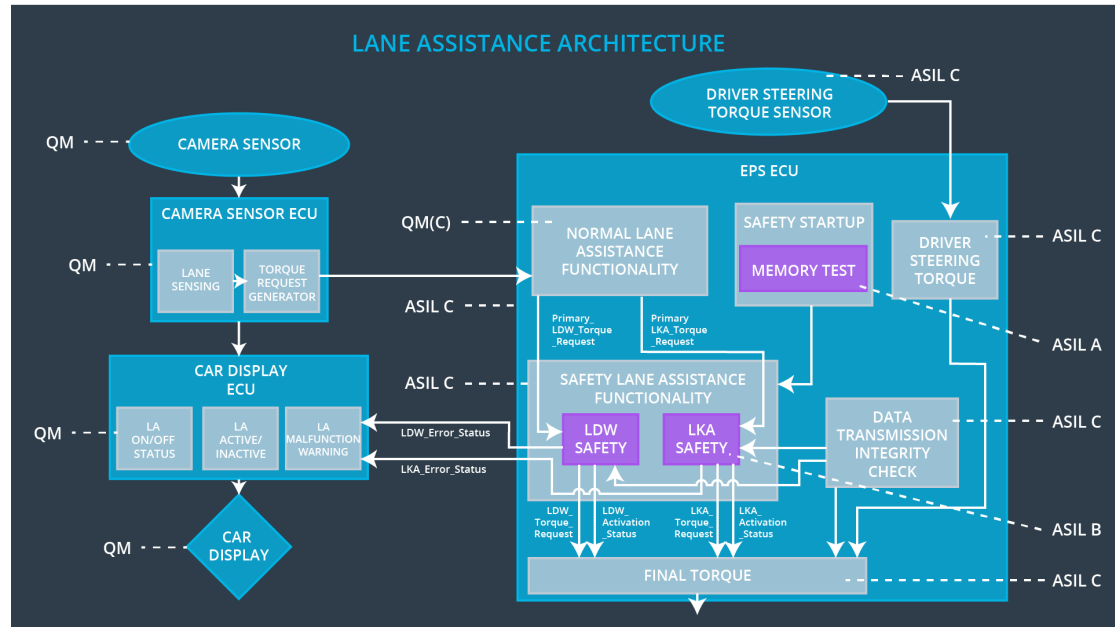 LANE ASSISTANCE ARCHITECTURE
ASIL C
DRIVER STEERING
TORQUE SENSOR
QM
CAMERA SENSOR
EPS ECU
CAMERA SENSOR ECU
QM(C)
NORMAL LANE
ASSISTANCE
FUNCTIONALITY
SAFETY STARTUP
MEMORY TEST
DRIVER
STEERING
TORQUE
ASIL C
QM
LANE
SENSING
TORQUE
REQUEST
GENERATOR
ASIL C
Primary_
LDW_Torque
_Request
Primary
LKA_Torque
_Request
ASIL A
CAR DISPLAY
ECU
ASIL C
SAFETY LANE ASSISTANCE
FUNCTIONALITY
QM
LA
ON/OFF
STATUS
LA
ACTIVE/
INACTIVE
LA
MALFUNCTION
WARNING
LDW_Error_Status
LKA_Error_Status
LDW
SAFETY
LKA
SAFETY
DATA
TRANSMISSION
INTEGRITY
CHECK
ASIL C
LDW_
Torque_
Request
LDW_
Activation
_Status
LKA_
Torque_
Request
LKA_
Activation
_Status
ASIL B
QM
CAR
DISPLAY
FINAL TORQUE
ASIL C